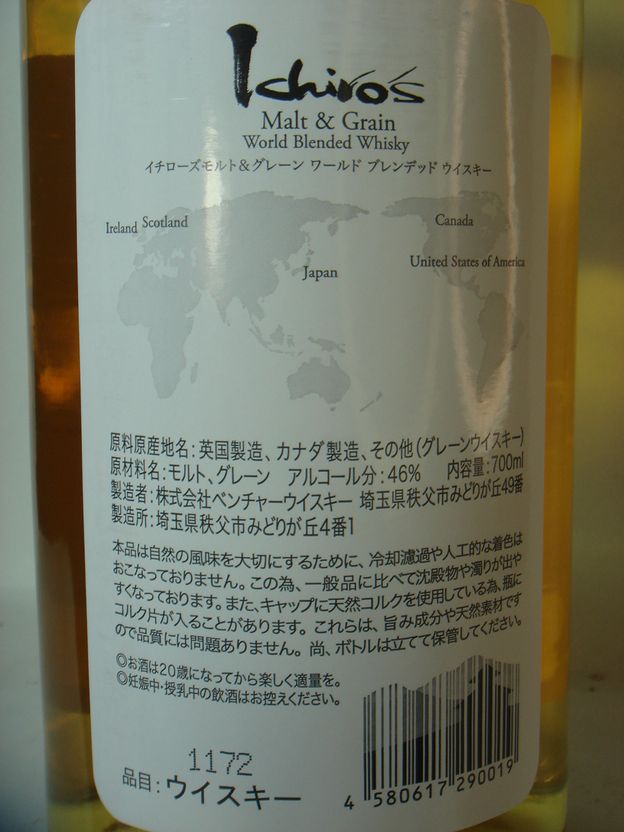 Ichiro's
Malt & Grain
World Blended Whisky
イチローズモルト&グレーン ワールド ブレンデッド ウイスキー
Ireland Scotland Canada
United States of America
Japan
原料原産地名:英国製造、カナダ製造、その他(グレーンウイスキー)
原材料名:モルト、グレーン アルコール分:46% 内容量:700ml
製造者:株式会社ベンチャーウイスキー 埼玉県秩父市みどりが丘49番
製造所:埼玉県秩父市みどりが丘4番1
本品は自然の風味を大切にするために、冷却濾過や人工的な着色は
おこなっておりません。この為、一般品に比べて沈殿物や濁りが出や
すくなっております。また、キャップに天然コルクを使用している為、瓶に
コルク片が入ることがあります。これらは、旨み成分や天然素材です
ので品質には問題ありません。尚、ボトルは立てて保管してください。
◎お酒は20歳になってから楽しく適量を。
◎妊娠中・授乳中の飲酒はお控えください。
1172
品目:ウイスキー
4 580617 290019